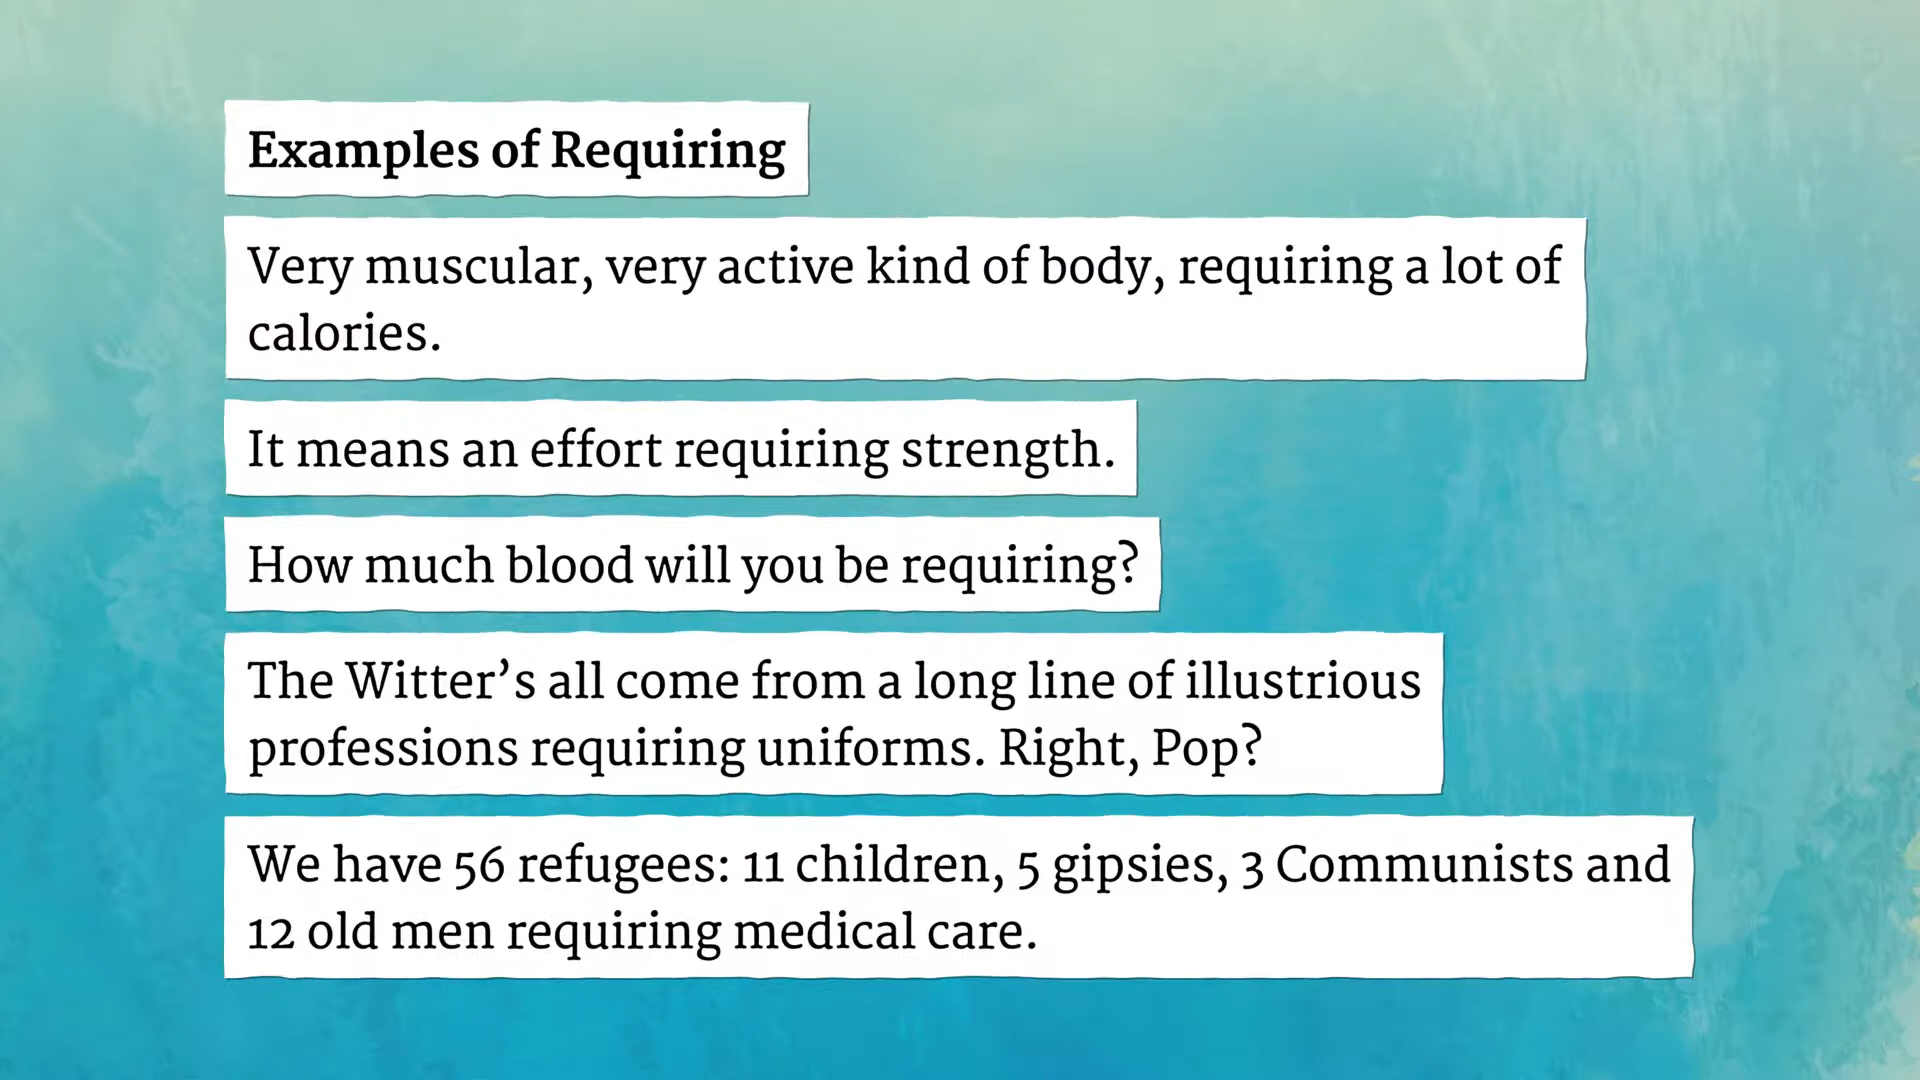 Examples of Requiring
Very muscular, very active kind of body, requiring a lot of
calories.
It means an effort requiring strength.
How much blood will you be requiring?
The Witter’s all come from a long line of illustrious
professions requiring uniforms. Right, Pop?
We have 56 refugees: 11 children, 5 gipsies, 3 Communists and
12 old men requiring medical care.